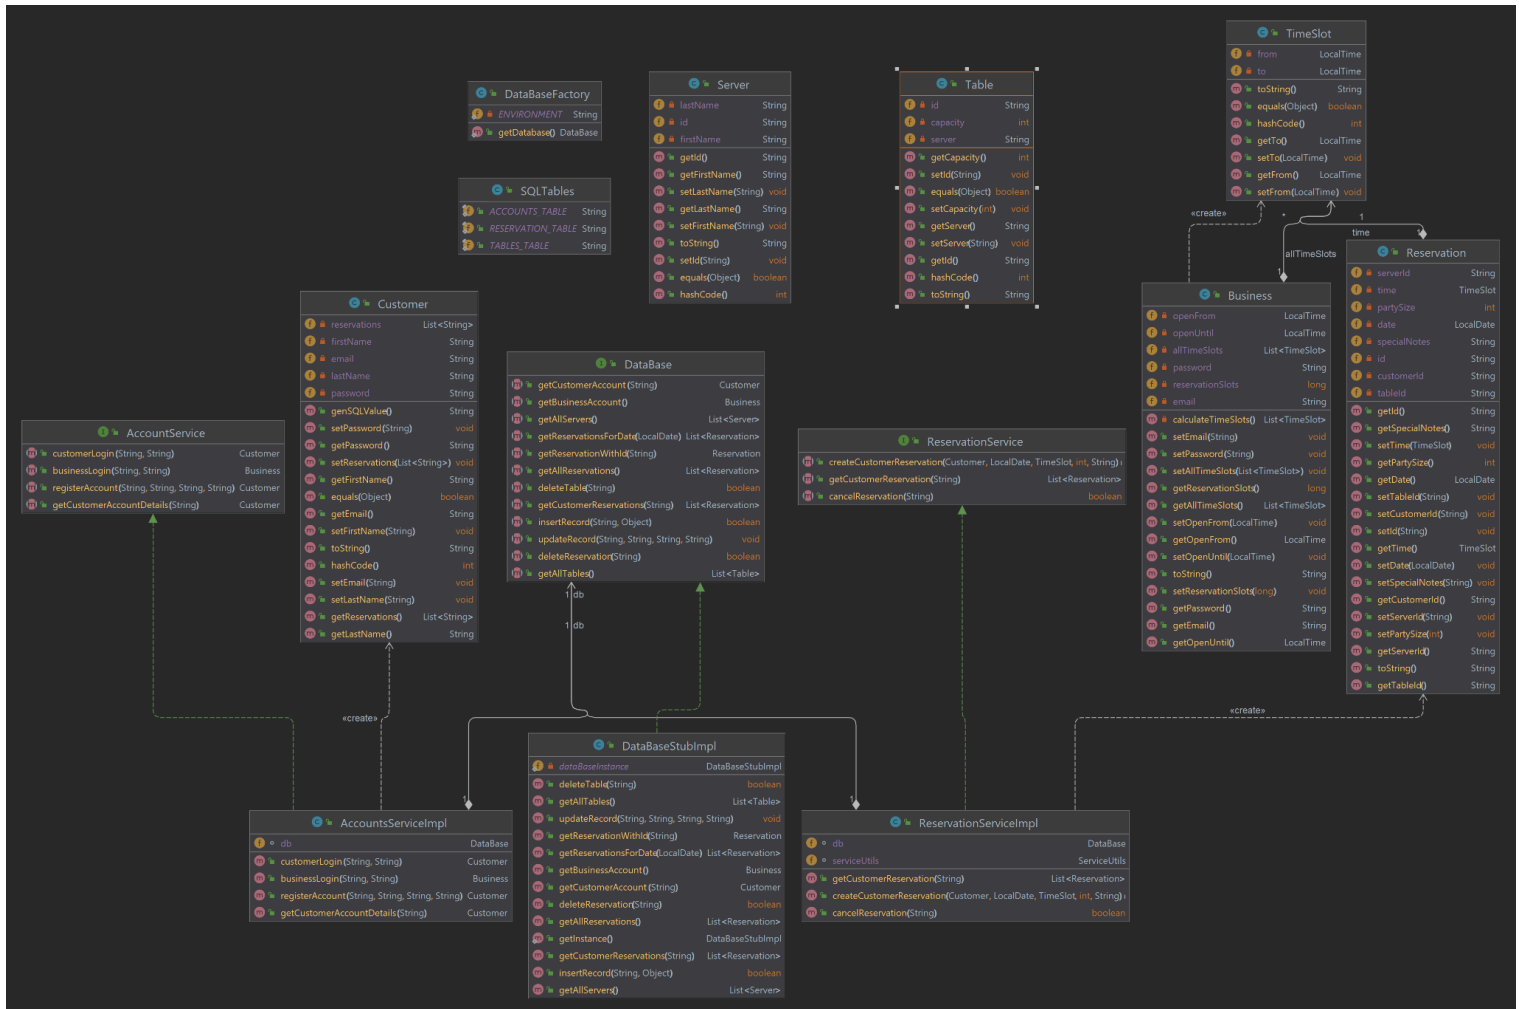 TimeSlot
from LocalTime
to LocalTime
toString() String
equals(Object) boolean
hashCode() int
getTo() LocalTime
setTo(LocalTime) void
getFrom() LocalTime
setFrom(LocalTime) void
DataBaseFactory
ENVIRONMENT String
getDatabase() DataBase
Server
lastName String
id String
firstName String
getId() String
getFirstName() String
setLastName(String) void
getLastName() String
setFirstName(String) void
toString() String
setId(String) void
equals(Object) boolean
hashCode() int
Table
id String
capacity int
server String
getCapacity() int
setId(String) void
equals(Object) boolean
setCapacity(int) void
getServer() String
setServer(String) void
getId() String
hashCode() int
toString() String
SQLTables
ACCOUNTS_TABLE String
RESERVATION_TABLE String
TABLES_TABLE String
«create»
*
1
time
1
allTimeSlots
1
Reservation
serverId String
time TimeSlot
partySize int
date LocalDate
specialNotes String
id String
customerId String
tableId String
getId() String
getSpecialNotes() String
setTime(TimeSlot) void
getPartySize() int
getDate() LocalDate
setTableId(String) void
setCustomerId(String) void
setId(String) void
getTime() TimeSlot
setDate(LocalDate) void
setSpecialNotes(String) void
getCustomerId() String
setServerId(String) void
setPartySize(int) void
getServerId() String
toString() String
getTableId() String
Business
openFrom LocalTime
openUntil LocalTime
allTimeSlots List<TimeSlot>
password String
reservationSlots long
email String
calculateTimeSlots() List<TimeSlot>
setEmail(String) void
setPassword(String) void
setAllTimeSlots(List<TimeSlot>) void
getReservationSlots() long
getAllTimeSlots() List<TimeSlot>
setOpenFrom(LocalTime) void
getOpenFrom() LocalTime
setOpenUntil(LocalTime) void
toString() String
setReservationSlots(long) void
getPassword() String
getEmail() String
getOpenUntil() LocalTime
Customer
reservations List<String>
firstName String
email String
lastName String
password String
genSQLValue() String
setPassword(String) void
getPassword() String
setReservations(List<String>) void
getFirstName() String
equals(Object) boolean
getEmail() String
setFirstName(String) void
toString() String
hashCode() int
setEmail(String) void
setLastName(String) void
getReservations() List<String>
getLastName() String
DataBase
getCustomerAccount(String) Customer
getBusinessAccount() Business
getAllServers() List<Server>
getReservationsForDate(LocalDate) List<Reservation>
getReservationWithId(String) Reservation
getAllReservations() List<Reservation>
deleteTable(String) boolean
getCustomerReservations(String) List<Reservation>
insertRecord(String, Object) boolean
updateRecord(String, String, String, String) void
deleteReservation(String) boolean
getAllTables() List<Table>
AccountService
customerLogin(String, String) Customer
businessLogin(String, String) Business
registerAccount(String, String, String, String) Customer
getCustomerAccountDetails(String) Customer
ReservationService
createCustomerReservation(Customer, LocalDate, TimeSlot, int, String)
getCustomerReservation(String) List<Reservation>
cancelReservation(String) boolean
1 db
1 db
«create»
«create»
1
1
DataBaseStubImpl
dataBaseInstance DataBaseStubImpl
deleteTable(String) boolean
getAllTables() List<Table>
updateRecord(String, String, String, String) void
getReservationWithId(String) Reservation
getReservationsForDate(LocalDate) List<Reservation>
getBusinessAccount() Business
getCustomerAccount(String) Customer
deleteReservation(String) boolean
getAllReservations() List<Reservation>
getInstance() DataBaseStubImpl
getCustomerReservations(String) List<Reservation>
insertRecord(String, Object) boolean
getAllServers() List<Server>
AccountsServiceImpl
db DataBase
customerLogin(String, String) Customer
businessLogin(String, String) Business
registerAccount(String, String, String, String) Customer
getCustomerAccountDetails(String) Customer
ReservationServiceImpl
db DataBase
serviceUtils ServiceUtils
getCustomerReservation(String) List<Reservation>
createCustomerReservation(Customer, LocalDate, TimeSlot, int, String)
cancelReservation(String) boolean